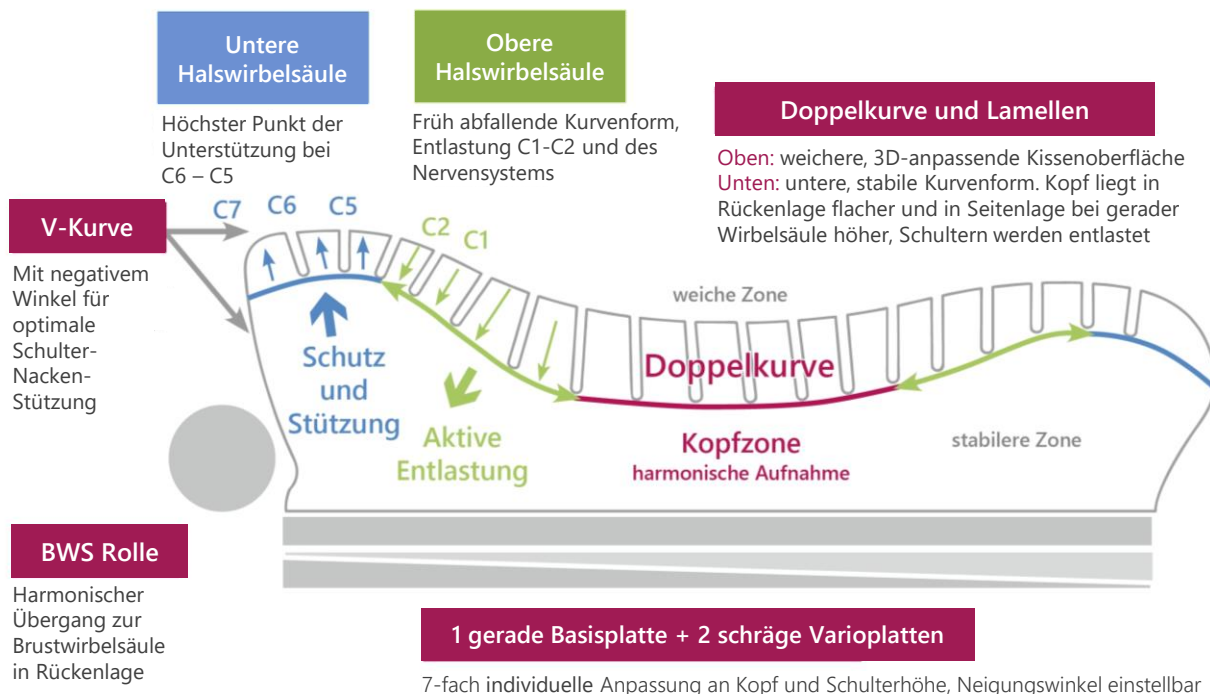 Untere
Halswirbelsäule
Höchster Punkt der
Unterstützung bei
C6 – C5
Obere
Halswirbelsäule
Früh abfallende Kurvenform,
Entlastung C1-C2 und des
Nervensystems
Doppelkurve und Lamellen
Oben: weichere, 3D-anpassende Kissenoberfläche
Unten: untere, stabile Kurvenform. Kopf liegt in
Rückenlage flacher und in Seitenlage bei gerader
Wirbelsäule höher, Schultern werden entlastet
V-Kurve
Mit negativem
Winkel für
optimale
Schulter-
Nacken-
Stützung
C7
C6
C5
C2
C1
weiche Zone
Schutz
und
Stützung
Aktive
Entlastung
Doppelkurve
Kopfzone
harmonische Aufnahme
stabilere Zone
BWS Rolle
Harmonischer
Übergang zur
Brustwirbelsäule
in Rückenlage
1 gerade Basisplatte + 2 schräge Varioplatten
7-fach individuelle Anpassung an Kopf und Schulterhöhe, Neigungswinkel einstellbar